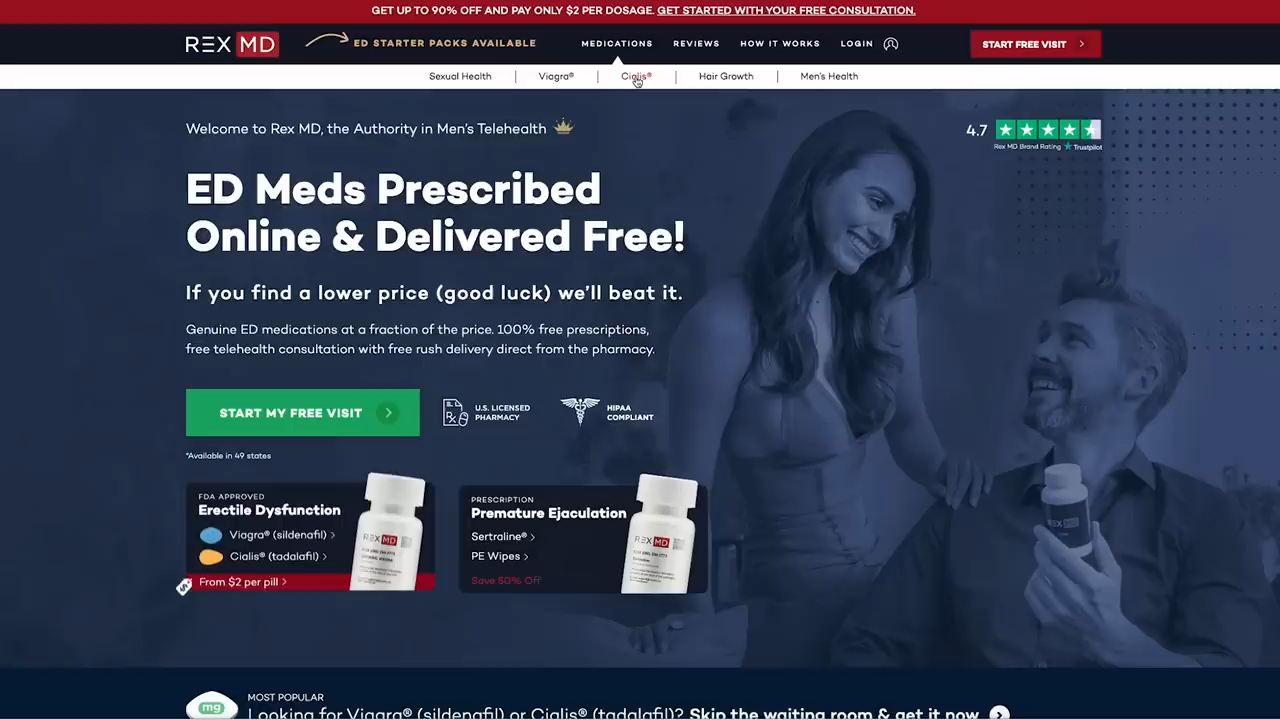 GET UP TO 90% OFF AND PAY ONLY $2 PER DOSAGE. GET STARTED WITH YOUR FREE CONSULTATION.
REX MD
ED STARTER PACKS AVAILABLE
MEDICATIONS
REVIEWS
HOW IT WORKS
LOGIN
START FREE VISIT
Sexual Health
Viagra®
Cialis®
Hair Growth
Men's Health
Welcome to Rex MD, the Authority in Men's Telehealth
4.7
Rex MD Brand Rating
Trustpilot
ED Meds Prescribed
Online & Delivered Free!
If you find a lower price (good luck) we'll beat it.
Genuine ED medications at a fraction of the price. 100% free prescriptions,
free telehealth consultation with free rush delivery direct from the pharmacy.
START MY FREE VISIT
U.S. LICENSED
PHARMACY
HIPAA
COMPLIANT
*Available in 49 states
FDA APPROVED
Erectile Dysfunction
Viagra® (sildenafil)
Cialis® (tadalafil)
From $2 per pill
REX MD
PRESCRIPTION
Premature Ejaculation
Sertraline®
PE Wipes
Save 50% Off
REX MD
REX MD
mg
MOST POPULAR
Looking for Viagra® (sildenafil) or Cialis® (tadalafil)? Skip the waiting room & get it now